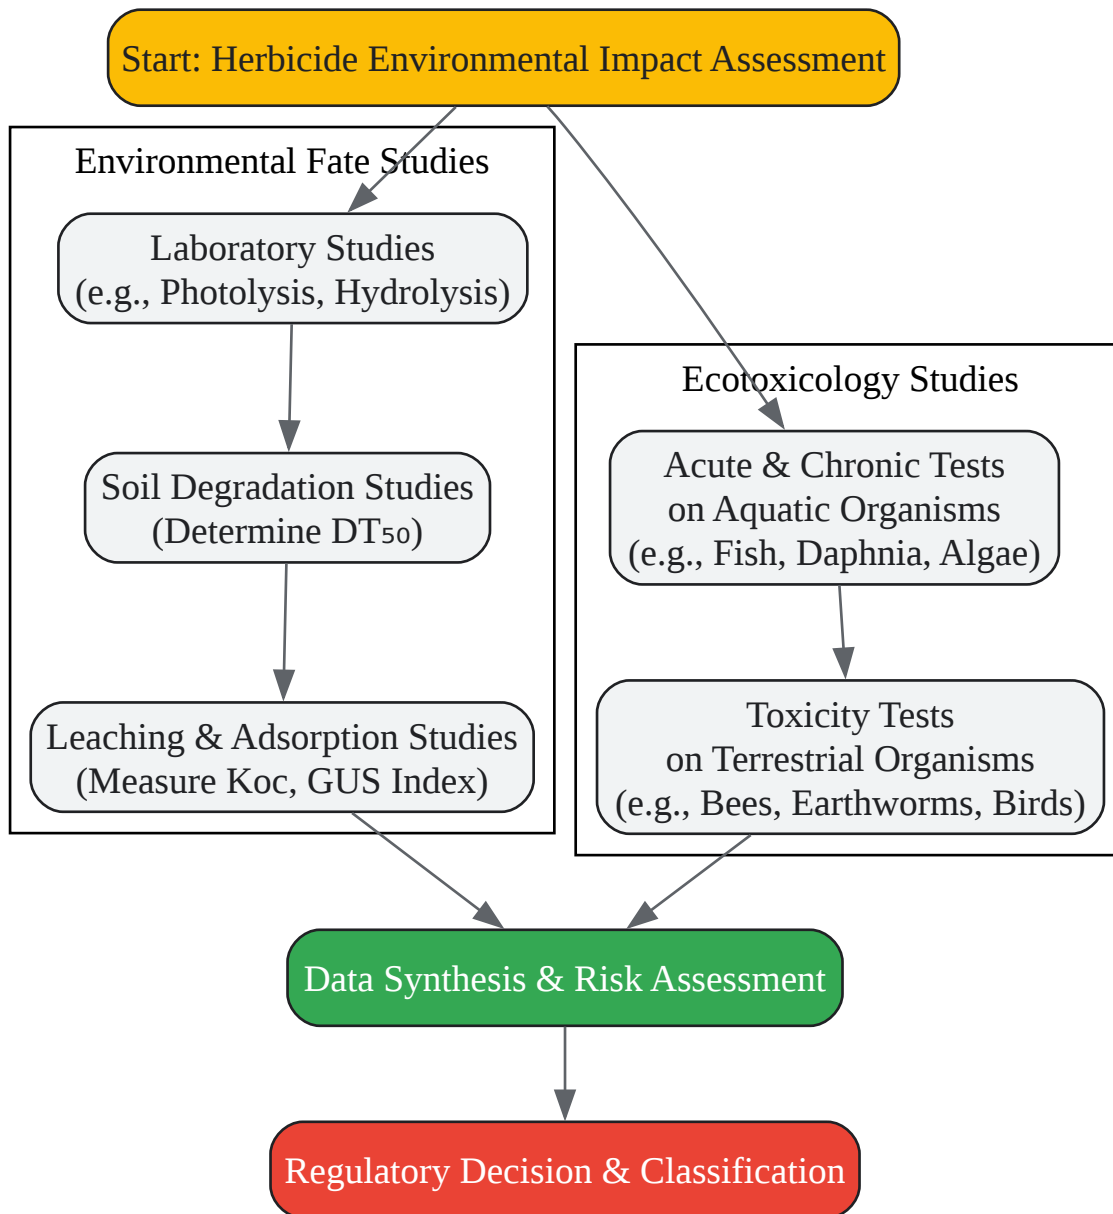 Start: Herbicide Environmental Impact Assessment
Environmental Fate Studies
Laboratory Studies
(e.g., Photolysis, Hydrolysis)
Soil Degradation Studies
(Determine DT₅₀)
Leaching & Adsorption Studies
(Measure Koc, GUS Index)
Ecotoxicology Studies
Acute & Chronic Tests
on Aquatic Organisms
(e.g., Fish, Daphnia, Algae)
Toxicity Tests
on Terrestrial Organisms
(e.g., Bees, Earthworms, Birds)
Data Synthesis & Risk Assessment
Regulatory Decision & Classification